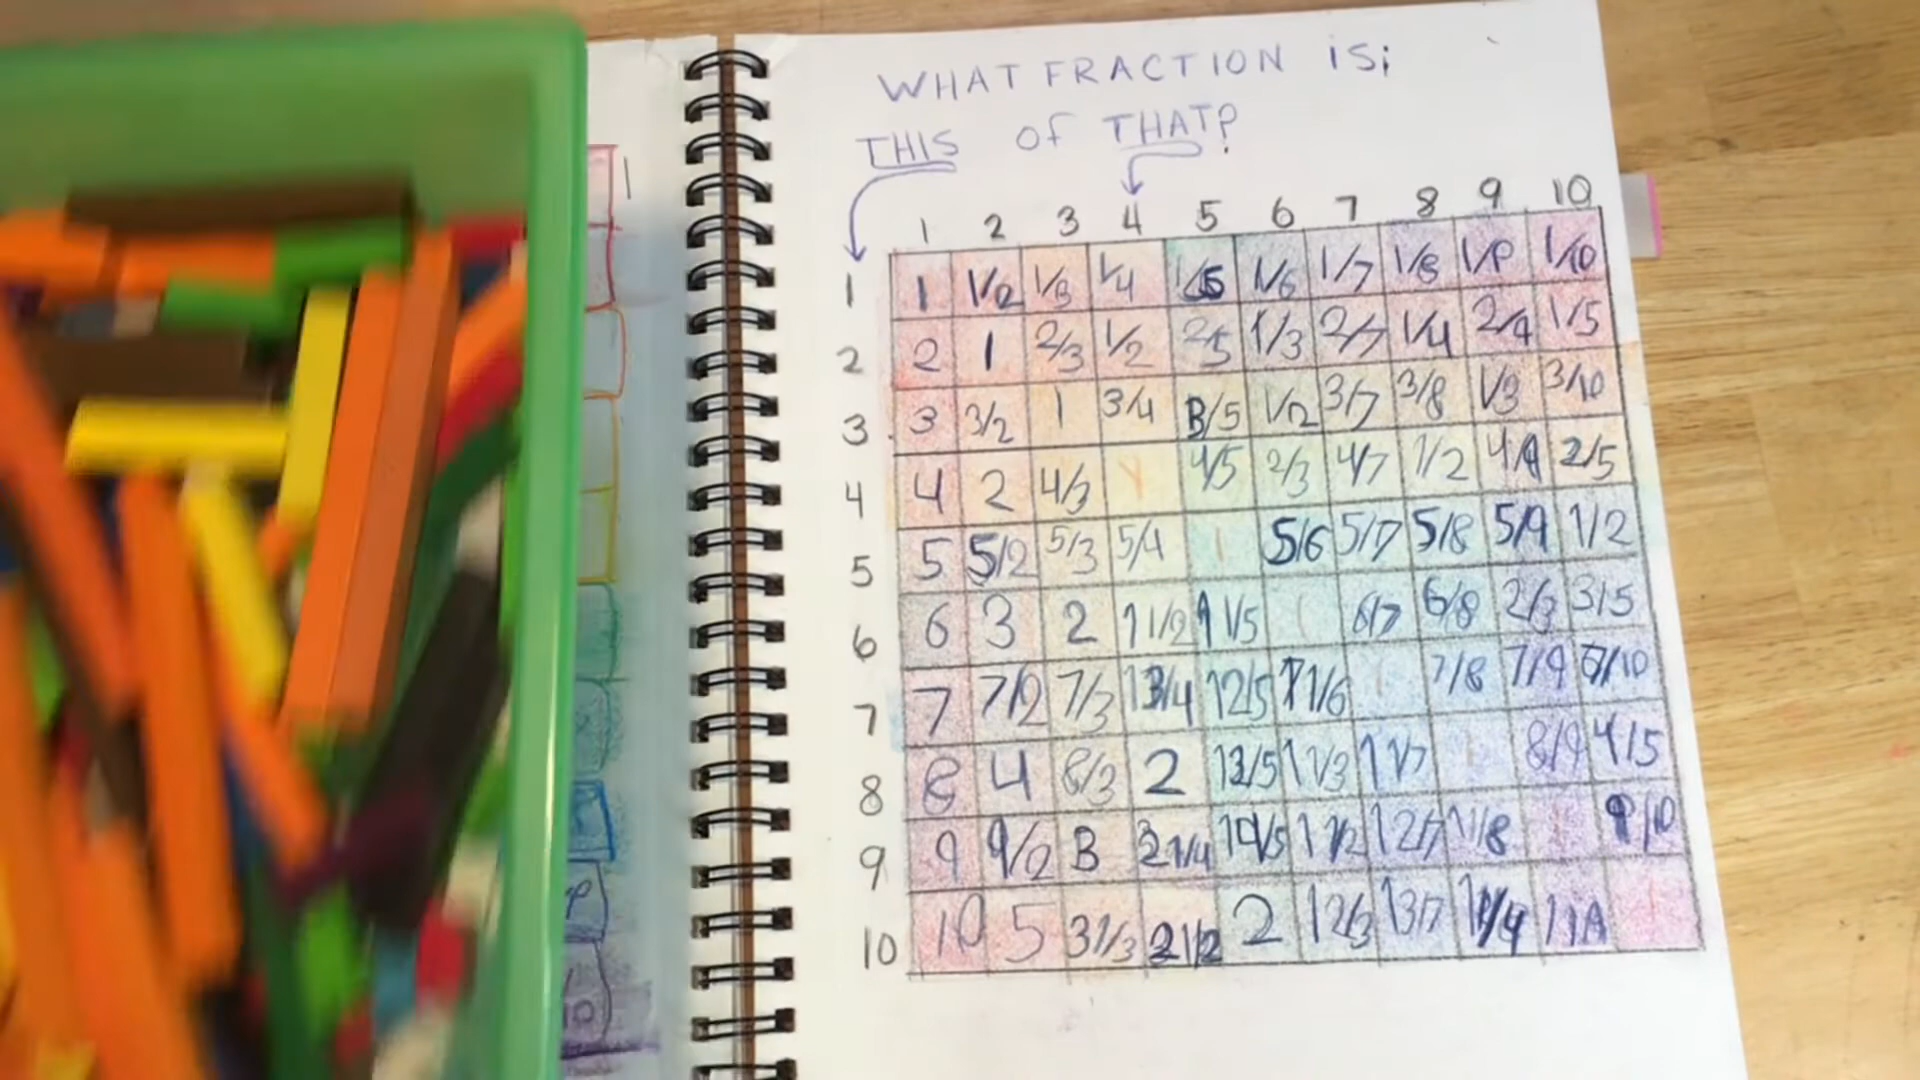 WHAT FRACTION is;
THIS of THAT?
1 2 3 4 5 6 7 8 9 10
1 1 1/2 1/3 1/4 1/5 1/6 1/7 1/8 1/9 1/10
2 2 1 2/3 1/2 2/5 1/3 2/7 1/4 2/9 1/5
3 3 3/2 1 3/4 3/5 1/2 3/7 3/8 1/3 3/10
4 4 2 4/3 1 4/5 2/3 4/7 1/2 4/9 2/5
5 5 5/2 5/3 5/4 1 5/6 5/7 5/8 5/9 1/2
6 6 3 2 1 1/2 1 1/5 1 6/7 6/8 2/3 3/5
7 7 7/2 7/3 1 3/4 1 2/5 1 1/6 1 7/8 7/9 7/10
8 8 4 8/3 2 1 3/5 1 1/3 1 1/7 1 8/9 4/5
9 9 9/2 3 2 1/4 1 4/5 1 1/2 1 2/7 1 1/8 1 9/10
10 10 5 3 1/3 2 1/2 2 1 2/3 1 3/7 1 1/4 1 1/9 1